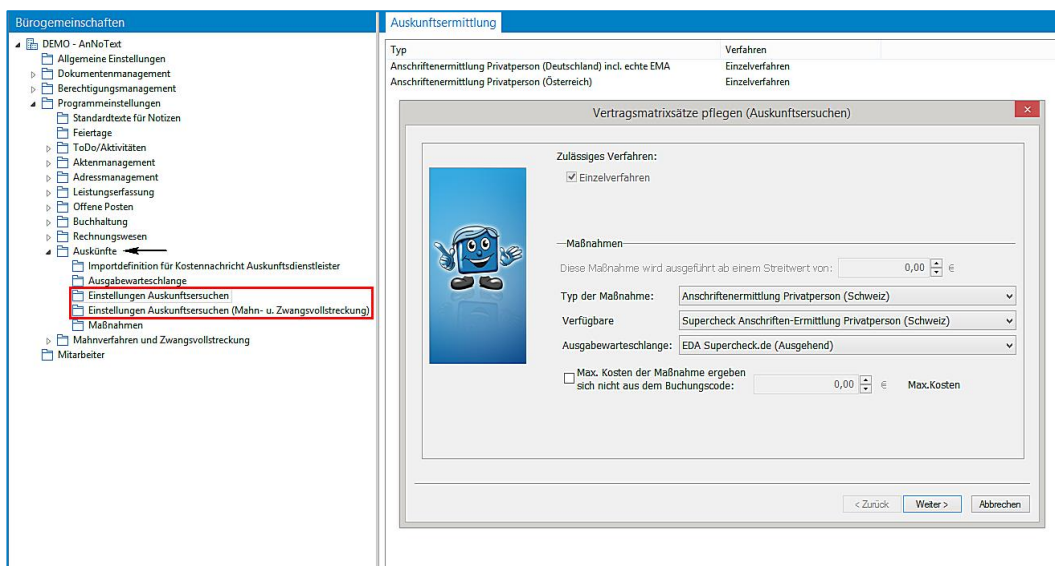 Bürogemeinschaften
DEMO - AnNoText
Allgemeine Einstellungen
Dokumentenmanagement
Berechtigungsmanagement
Programmeinstellungen
Standardtexte für Notizen
Feiertage
ToDo/Aktivitäten
Aktenmanagement
Adressmanagement
Leistungserfassung
Offene Posten
Buchhaltung
Rechnungswesen
Auskünfte
Importdefinition für Kostennachricht Auskunftsdienstleister
Ausgabewarteschlange
Einstellungen Auskunftsersuchen
Einstellungen Auskunftsersuchen (Mahn- u. Zwangsvollstreckung)
Maßnahmen
Mahnverfahren und Zwangsvollstreckung
Mitarbeiter
Auskunftsermittlung
Typ Verfahren
Anschriftenermittlung Privatperson (Deutschland) incl. echte EMA Einzelverfahren
Anschriftenermittlung Privatperson (Österreich) Einzelverfahren
Vertragsmatrixsätze pflegen (Auskunftsersuchen)
Zulässiges Verfahren:
Einzelverfahren
Maßnahmen
Diese Maßnahme wird ausgeführt ab einem Streitwert von: 0,00 €
Typ der Maßnahme: Anschriftenermittlung Privatperson (Schweiz)
Verfügbare Supercheck Anschriften-Ermittlung Privatperson (Schweiz)
Ausgabewarteschlange: EDA Supercheck.de (Ausgehend)
Max. Kosten der Maßnahme ergeben
sich nicht aus dem Buchungscode: 0,00 € Max.Kosten
< Zurück Weiter > Abbrechen